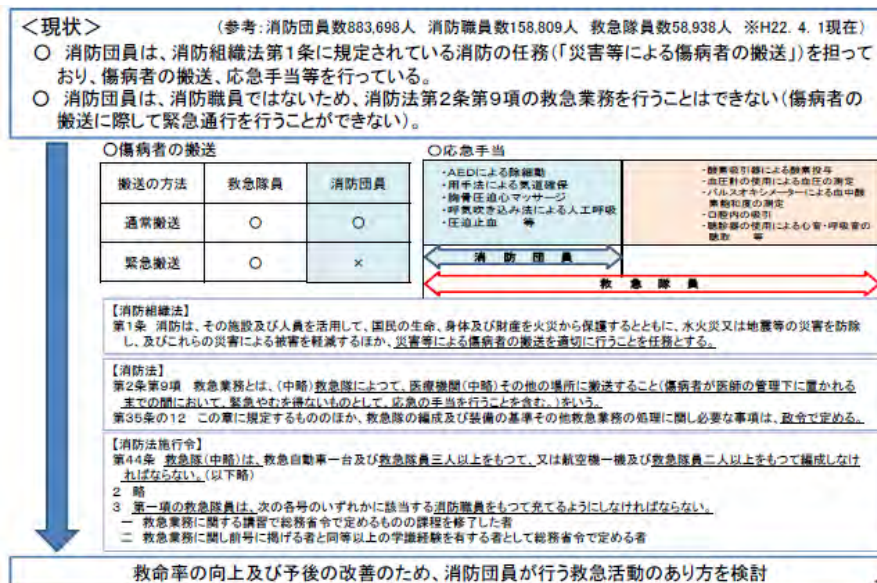 ＜現状＞　（参考：消防団員数883,698人　消防職員数158,809人　救急隊員数58,938人　※H22．4．1現在）
○　消防団員は、消防組織法第1条に規定されている消防の任務（「災害等による傷病者の搬送」）を担って
おり、傷病者の搬送、応急手当等を行っている。
○　消防団員は、消防職員ではないため、消防法第2条第9項の救急業務を行うことはできない（傷病者の
搬送に際して緊急通行を行うことができない）。
○傷病者の搬送
搬送の方法　救急隊員　消防団員
通常搬送　○　○
緊急搬送　○　×
○応急手当
・AEDによる除細動
・用手法による気道確保
・胸骨圧迫心マッサージ
・呼気吹き込み法による人工呼吸
・圧迫止血　等
・酸素吸引器による酸素投与
・血圧計の使用による血圧の測定
・パルスオキシメーターによる血中酸
素飽和度の測定
・口腔内の吸引
・聴診器の使用による心音・呼吸音の
聴取　等
消防団員
救急隊員
【消防組織法】
第1条　消防は、その施設及び人員を活用して、国民の生命、身体及び財産を火災から保護するとともに、水火災又は地震等の災害を防除
し、及びこれらの災害による被害を軽減するほか、災害等による傷病者の搬送を適切に行うことを任務とする。
【消防法】
第2条第9項　救急業務とは、（中略）救急隊によつて、医療機関（中略）その他の場所に搬送すること（傷病者が医師の管理下に置かれる
までの間において、緊急やむを得ないものとして、応急の手当を行うことを含む。）をいう。
第35条の12　この章に規定するもののほか、救急隊の編成及び装備の基準その他救急業務の処理に関し必要な事項は、政令で定める。
【消防法施行令】
第44条　救急隊（中略）は、救急自動車一台及び救急隊員三人以上をもつて、又は航空機一機及び救急隊員二人以上をもつて編成しなけ
ればならない。（以下略）
2　略
3　第一項の救急隊員は、次の各号のいずれかに該当する消防職員をもつて充てるようにしなければならない。
一　救急業務に関する講習で総務省令で定めるものの課程を修了した者
二　救急業務に関し前号に掲げる者と同等以上の学識経験を有する者として総務省令で定める者
救命率の向上及び予後の改善のため、消防団員が行う救急活動のあり方を検討